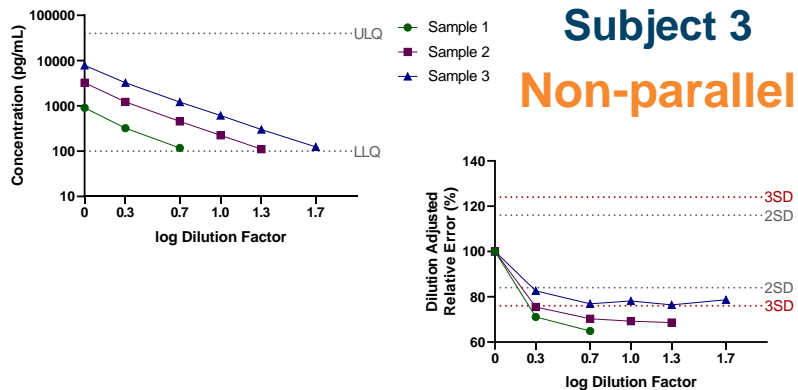 Subject 3
Non-parallel
Sample 1
Sample 2
Sample 3
Concentration (pg/mL)
100000
10000
1000
100
10
ULQ
LLQ
0 0.3 0.7 1.0 1.3 1.7
log Dilution Factor
Dilution Adjusted
Relative Error (%)
140
120
100
80
60
3SD
2SD
2SD
3SD
0 0.3 0.7 1.0 1.3 1.7
log Dilution Factor